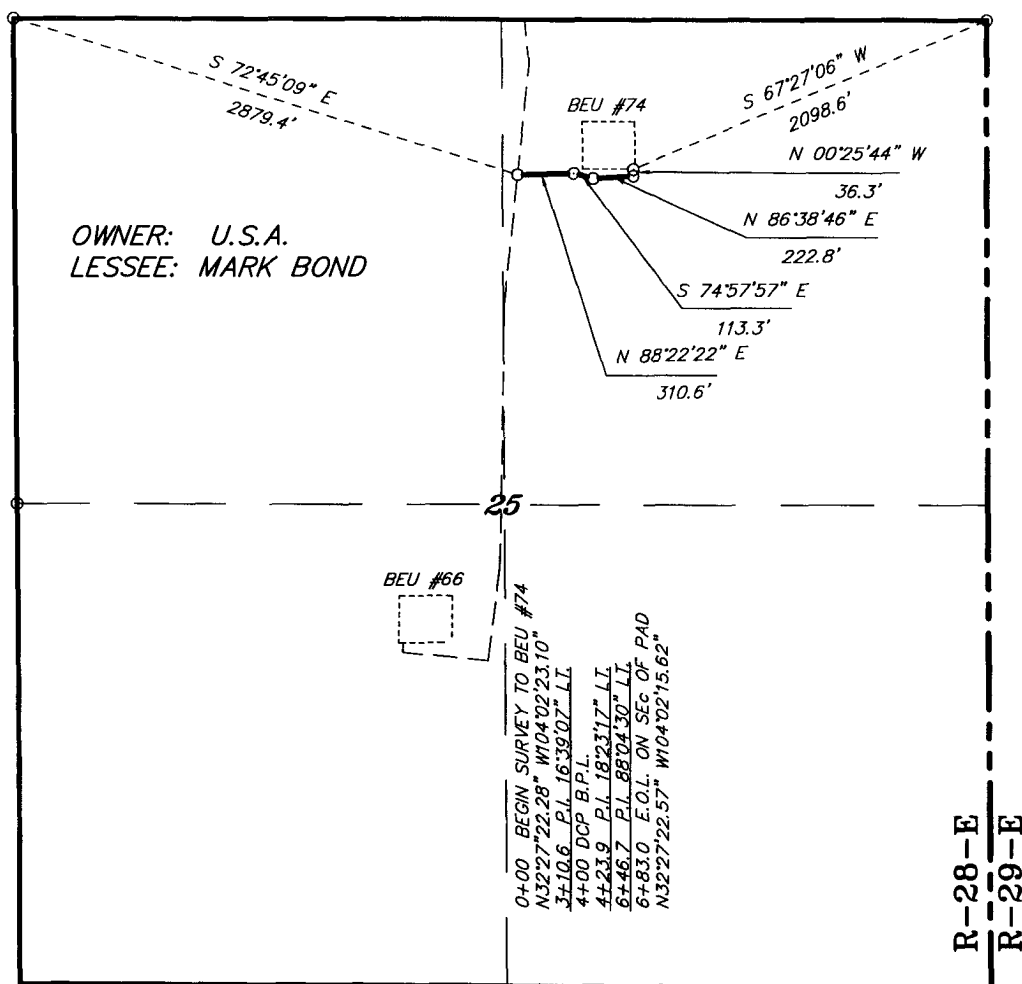 S 72°45'09" E
2879.4'
S 67°27'06" W
2098.6'
BEU #74
N 00°25'44" W
36.3'
N 86°38'46" E
222.8'
S 74°57'57" E
113.3'
N 88°22'22" E
310.6'
OWNER: U.S.A.
LESSEE: MARK BOND
25
BEU #66
0+00 BEGIN SURVEY TO BEU #74
N32°27'22.28" W104°02'23.10"
3+10.6 P.I. 16°39'07" LT.
4+00 DCP B.P.L.
4+23.9 P.I. 18°23'17" LT.
6+46.7 P.I. 88°04'30" LT.
6+83.0 E.O.L. ON SEc OF PAD
N32°27'22.57" W104°02'15.62"
R-28-E
R-29-E